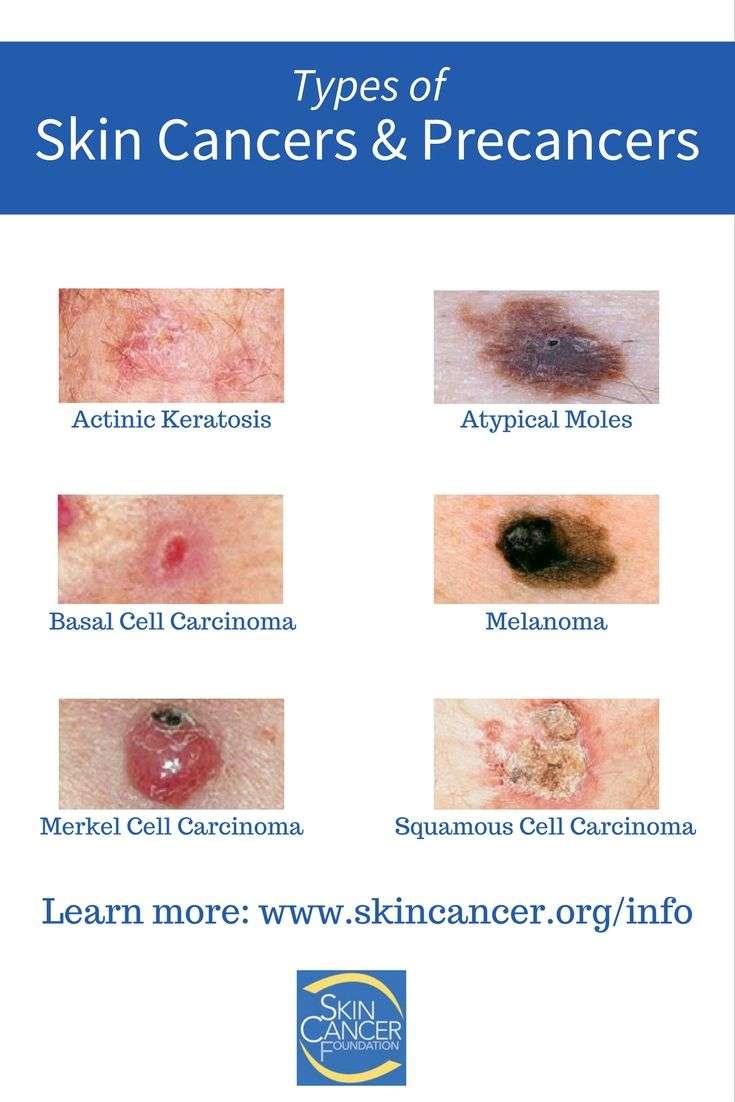 Types of
Skin Cancers & Precancers
Actinic Keratosis
Atypical Moles
Basal Cell Carcinoma
Melanoma
Merkel Cell Carcinoma
Squamous Cell Carcinoma
Learn more: www.skincancer.org/info
SKIN
CANCER
FOUNDATION